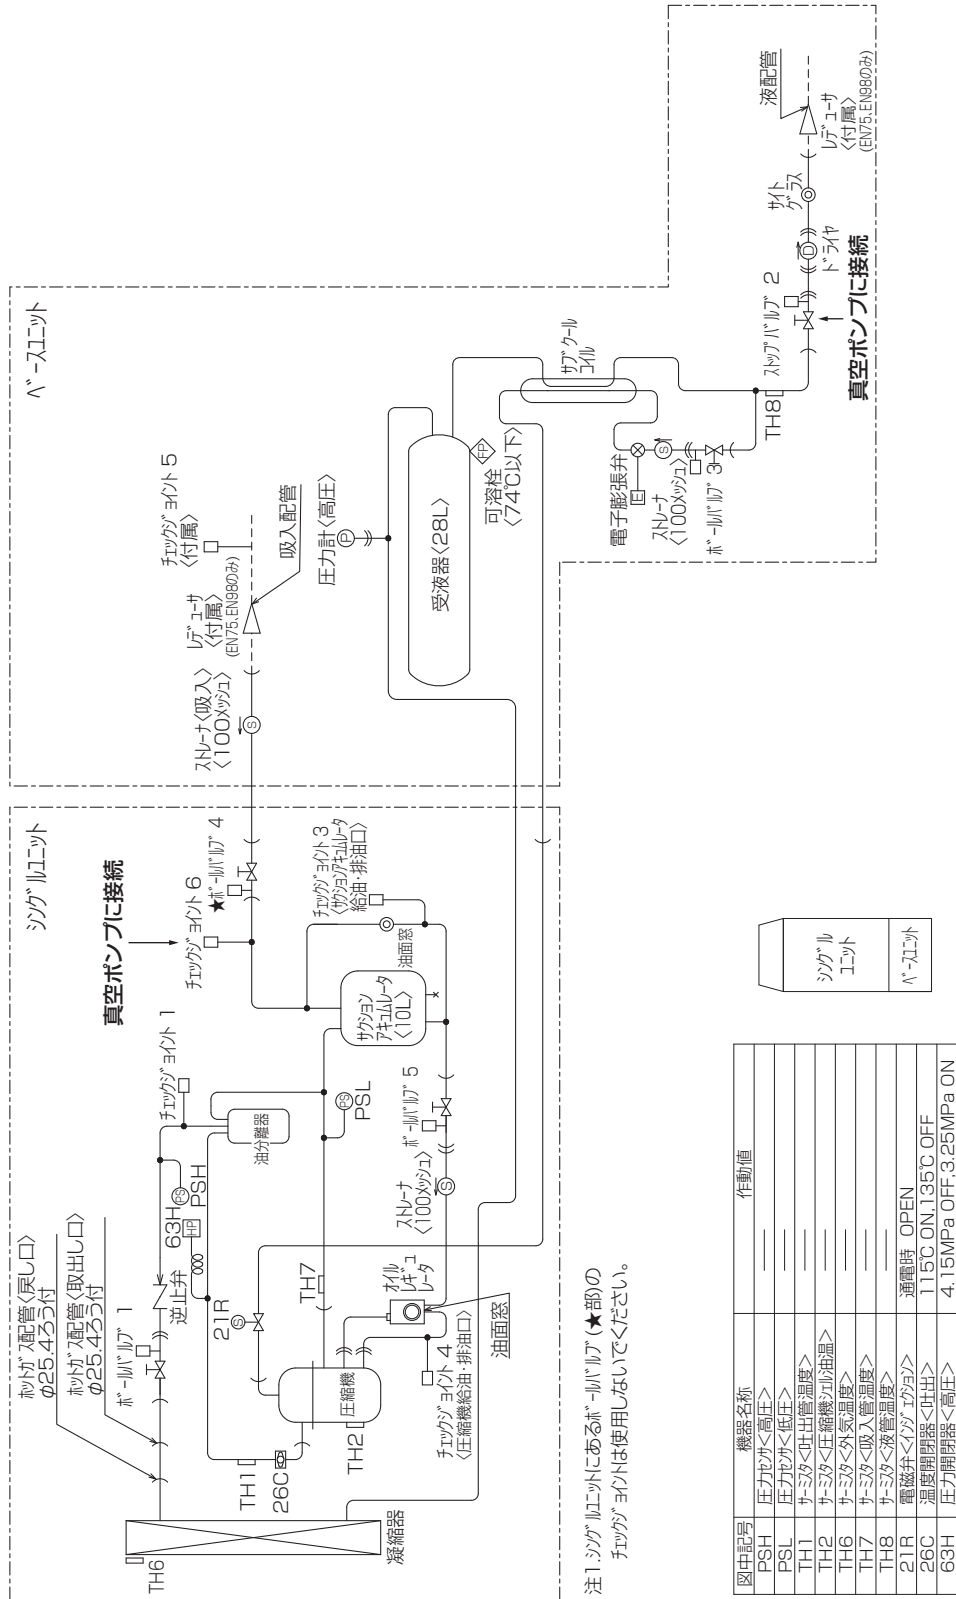 シングルユニット
ベースユニット
ホットガス配管〈戻し口〉
φ25.4ろう付
ホットガス配管〈取出し口〉
φ25.4ろう付
ボールバルブ 1
逆止弁
63H
PS
HP
PSH
チェックジョイント 1
油分離器
真空ポンプに接続
チェックジョイント 6
★ボールバルブ 4
チェックジョイント 3
〈サクションアキュムレータ
給油・排油口〉
油面窓
サクション
アキュムレータ
〈10L〉
PS
PSL
ボールバルブ 5
ストレーナ
〈100メッシュ〉
S
21R
S
TH7
オイル
レギュ
レータ
油面窓
圧縮機
TH1
26C
TH2
チェックジョイント 4
〈圧縮機給油・排油口〉
TH6
凝縮器
ストレーナ〈吸入〉
〈100メッシュ〉
S
レデューサ
〈付属〉
(EN75、EN98のみ)
チェックジョイント 5
〈付属〉
吸入配管
圧力計〈高圧〉
P
受液器〈28L〉
FP
可溶栓
〈74℃以下〉
サブクール
コイル
電子膨張弁
E
ストレーナ
〈100メッシュ〉
S
ボールバルブ 3
TH8
ストップバルブ 2
真空ポンプに接続
D
ドライヤ
サイト
グラス
レデューサ
〈付属〉
(EN75、EN98のみ)
液配管
注1.シングルユニットにあるボールバルブ(★部)の
チェックジョイントは使用しないでください。
図中記号 機器名称 作動値
PSH 圧力センサ<高圧> ——
PSL 圧力センサ<低圧> ——
TH1 サーミスタ<吐出管温度> ——
TH2 サーミスタ<圧縮機シェル油温> ——
TH6 サーミスタ<外気温度> ——
TH7 サーミスタ<吸入管温度> ——
TH8 サーミスタ<液管温度> ——
21R 電磁弁<インジェクション> 通電時 OPEN
26C 温度開閉器<吐出> 115℃ ON,135℃ OFF
63H 圧力開閉器<高圧> 4.15MPa OFF,3.25MPa ON
シングル
ユニット
ベースユニット